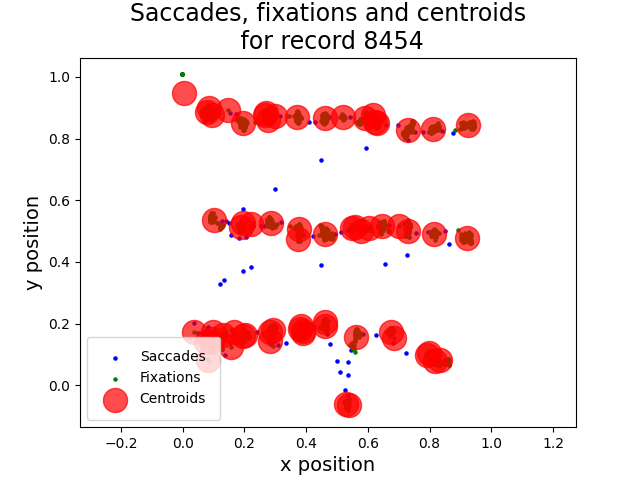 Saccades, fixations and centroids
for record 8454
1.0
0.8
0.6
0.4
0.2
0.0
y position
Saccades
Fixations
Centroids
−0.2
0.0
0.2
0.4
0.6
0.8
1.0
1.2
x position